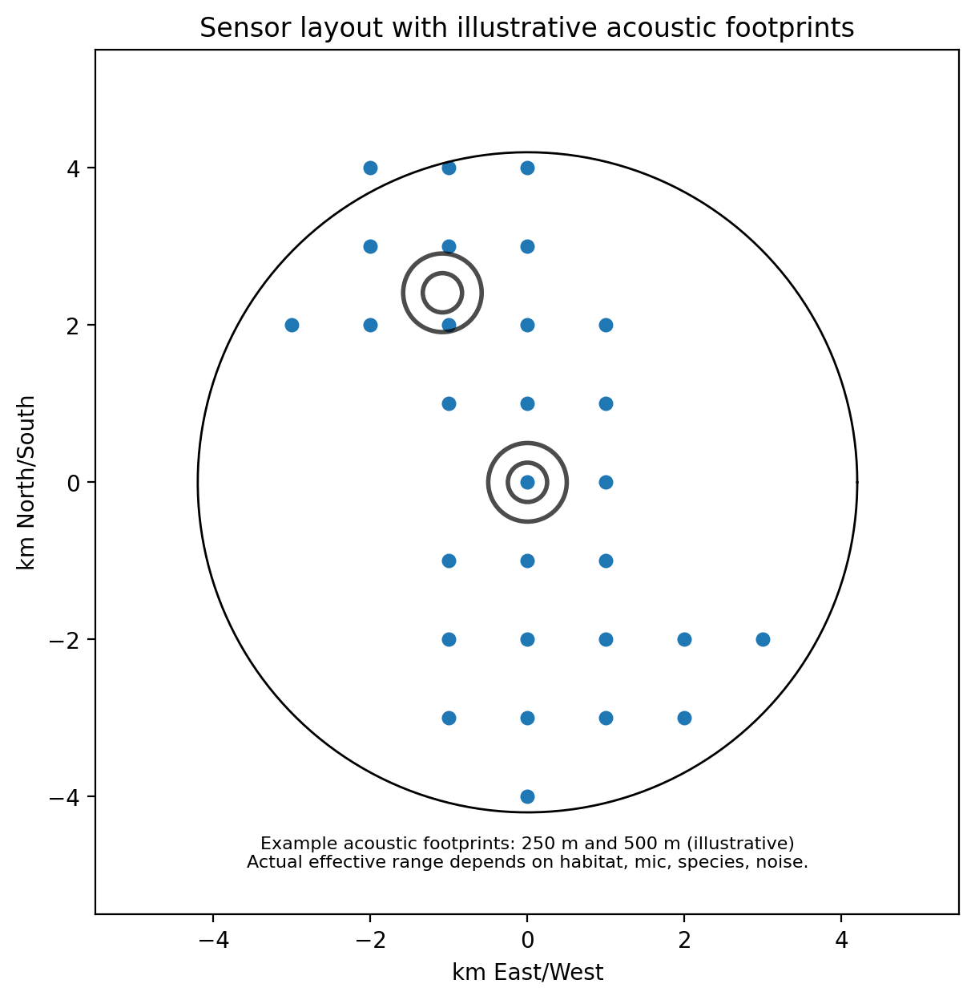 Sensor layout with illustrative acoustic footprints
4
2
0
−2
−4
km North/South
Example acoustic footprints: 250 m and 500 m (illustrative)
Actual effective range depends on habitat, mic, species, noise.
−4 −2 0 2 4
km East/West